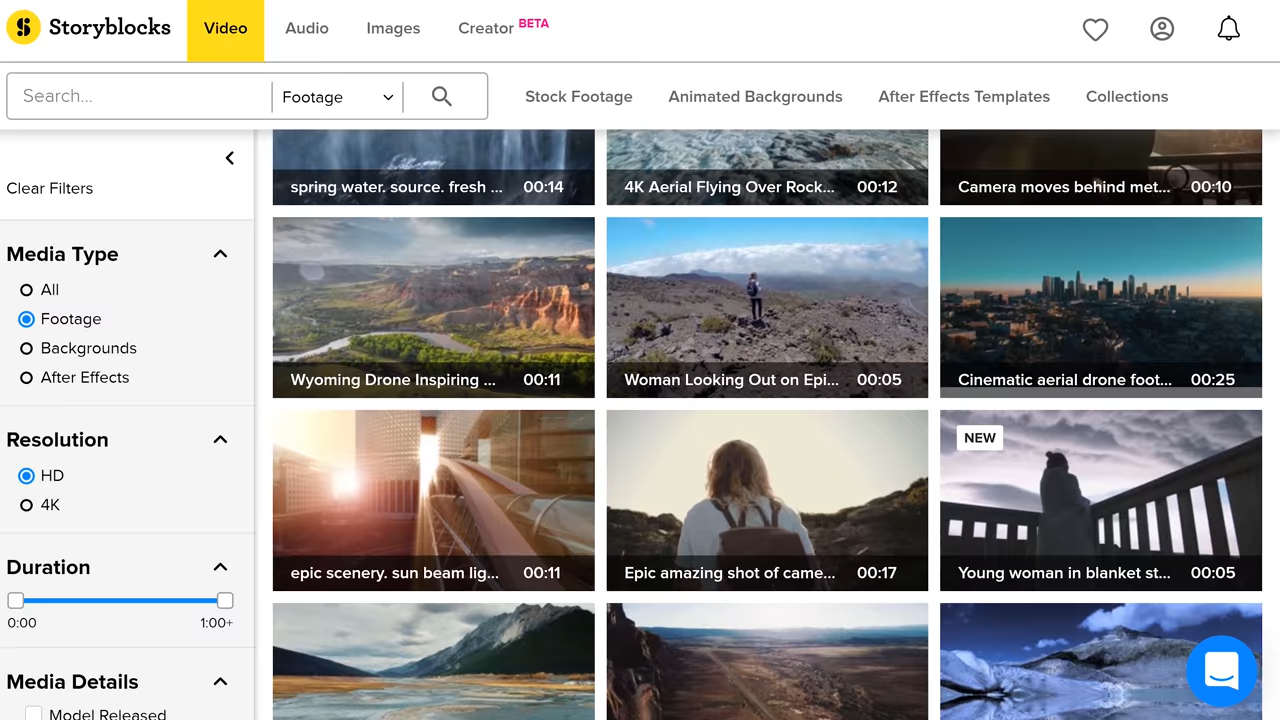 Storyblocks Video Audio Images Creator BETA
Search... Footage Stock Footage Animated Backgrounds After Effects Templates Collections
Clear Filters
Media Type
All
Footage
Backgrounds
After Effects
Resolution
HD
4K
Duration
0:00 1:00+
Media Details
Model Released
spring water. source. fresh ... 00:14
4K Aerial Flying Over Rock... 00:12
Camera moves behind met... 00:10
Wyoming Drone Inspiring ... 00:11
Woman Looking Out on Epi... 00:05
Cinematic aerial drone foot... 00:25
epic scenery. sun beam lig... 00:11
Epic amazing shot of came... 00:17
NEW
Young woman in blanket st... 00:05